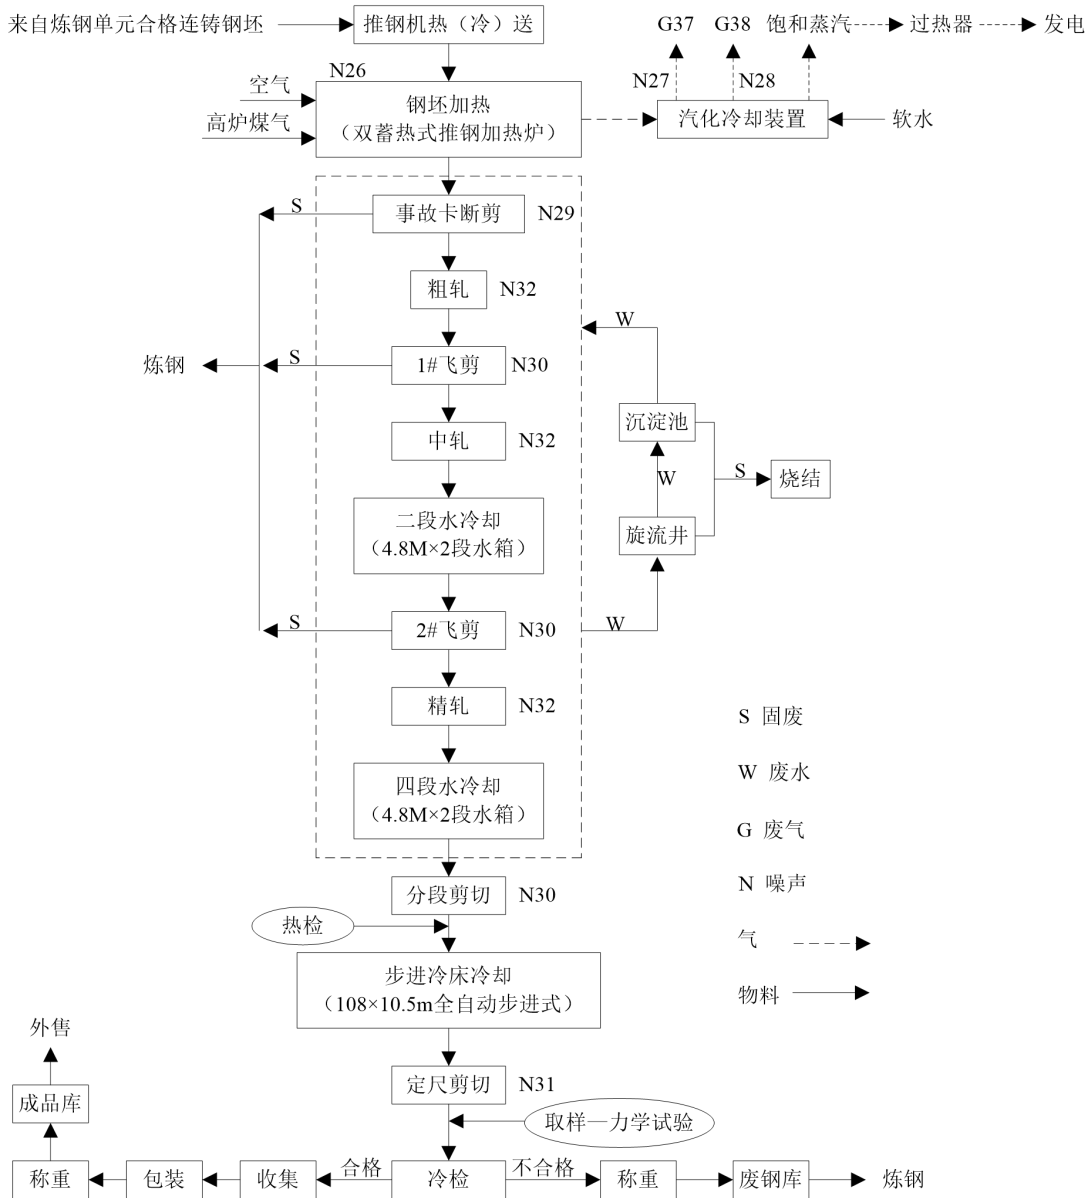 来自炼钢单元合格连铸钢坯
推钢机热（冷）送
G37
G38
饱和蒸汽
过热器
发电
N26
N27
N28
空气
高炉煤气
钢坯加热
（双蓄热式推钢加热炉）
汽化冷却装置
软水
S
事故卡断剪
N29
粗轧
N32
W
炼钢
S
1#飞剪
N30
中轧
N32
沉淀池
W
S
烧结
二段水冷却
（4.8M×2段水箱）
旋流井
S
2#飞剪
N30
W
精轧
N32
四段水冷却
（4.8M×2段水箱）
S 固废
W 废水
G 废气
N 噪声
气
物料
分段剪切
N30
热检
步进冷床冷却
（108×10.5m全自动步进式）
外售
定尺剪切
N31
成品库
取样—力学试验
称重
包装
收集
合格
冷检
不合格
称重
废钢库
炼钢